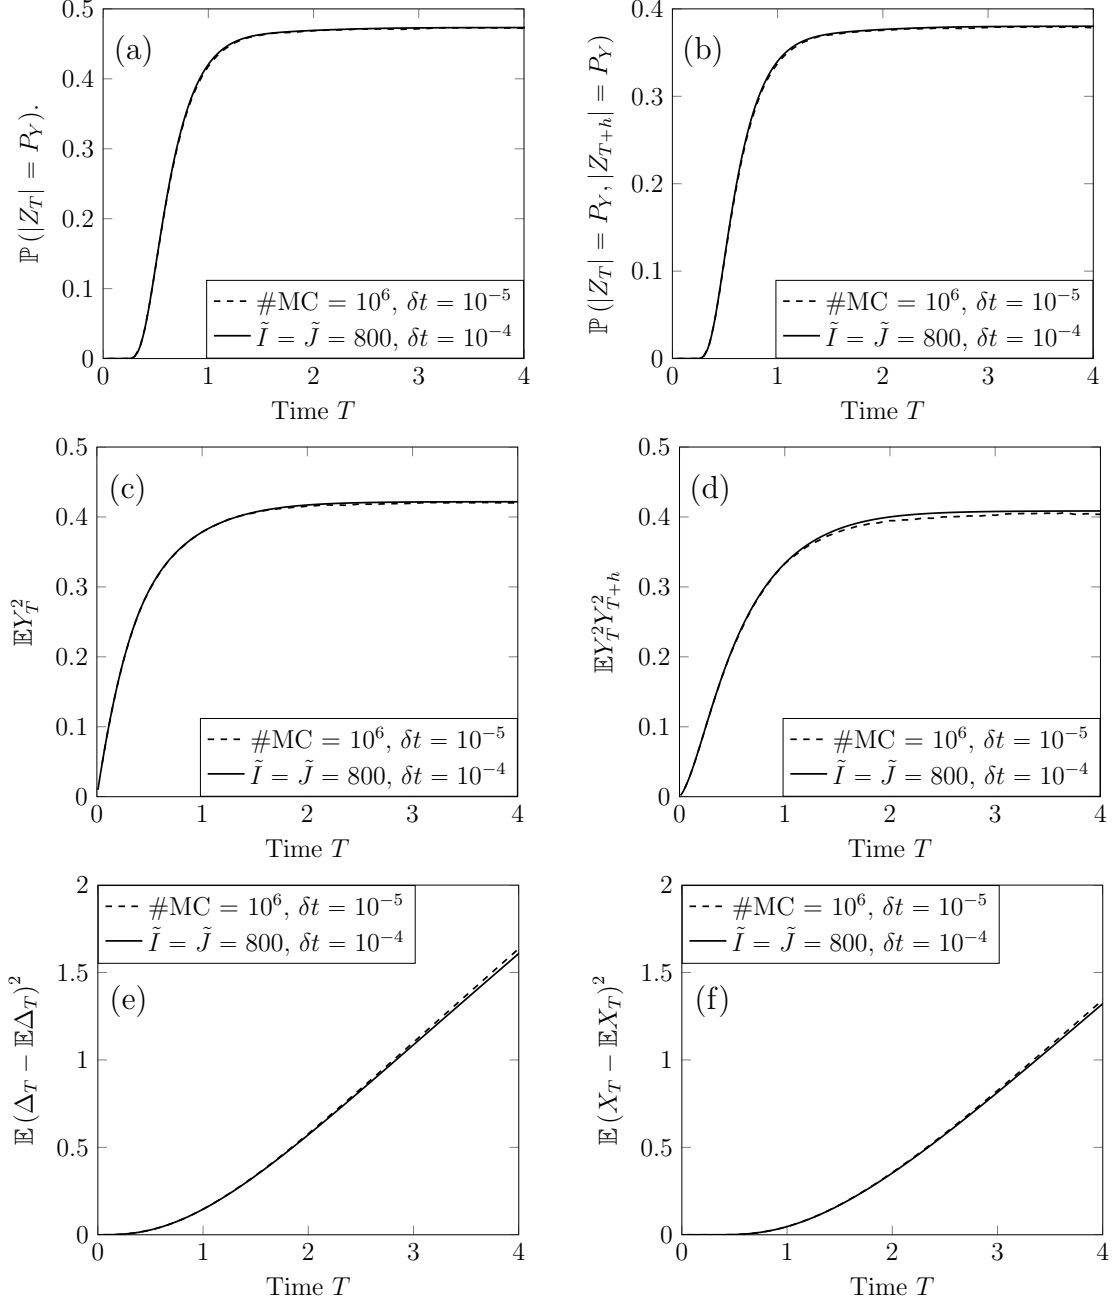 0.5
0.4
0.3
0.2
0.1
0
ℙ (|Z_T| = P_Y).
(a)
#MC = 10^6, δt = 10^-5
Ĩ = J̃ = 800, δt = 10^-4
0 1 2 3 4
Time T
0.4
0.3
0.2
0.1
0
ℙ (|Z_T| = P_Y, |Z_{T+h}| = P_Y)
(b)
#MC = 10^6, δt = 10^-5
Ĩ = J̃ = 800, δt = 10^-4
0 1 2 3 4
Time T
0.5
0.4
0.3
0.2
0.1
0
𝔼Y_T^2
(c)
#MC = 10^6, δt = 10^-5
Ĩ = J̃ = 800, δt = 10^-4
0 1 2 3 4
Time T
0.5
0.4
0.3
0.2
0.1
0
𝔼Y_T^2 Y_{T+h}^2
(d)
#MC = 10^6, δt = 10^-5
Ĩ = J̃ = 800, δt = 10^-4
0 1 2 3 4
Time T
2
1.5
1
0.5
0
𝔼 (Δ_T − 𝔼Δ_T)^2
#MC = 10^6, δt = 10^-5
Ĩ = J̃ = 800, δt = 10^-4
(e)
0 1 2 3 4
Time T
2
1.5
1
0.5
0
𝔼 (X_T − 𝔼X_T)^2
#MC = 10^6, δt = 10^-5
Ĩ = J̃ = 800, δt = 10^-4
(f)
0 1 2 3 4
Time T